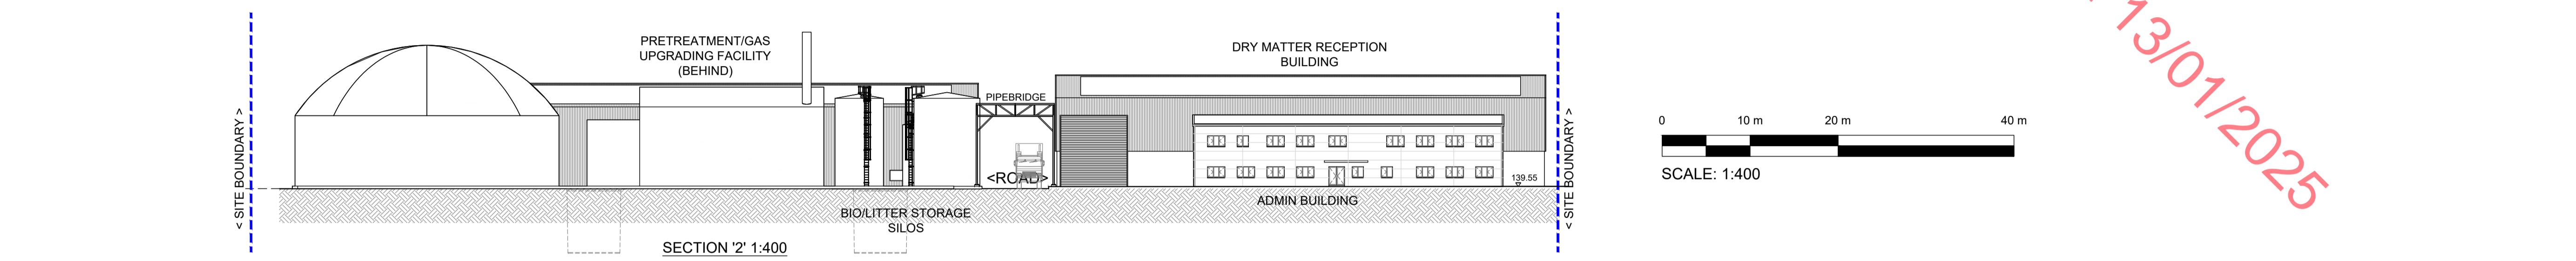 < SITE BOUNDARY >
PRETREATMENT/GAS
UPGRADING FACILITY
(BEHIND)
PIPEBRIDGE
DRY MATTER RECEPTION
BUILDING
<ROAD>
139.55
ADMIN BUILDING
BIO/LITTER STORAGE
SILOS
SECTION '2' 1:400
< SITE BOUNDARY >
0 10 m 20 m 40 m
SCALE: 1:400
13/01/2025